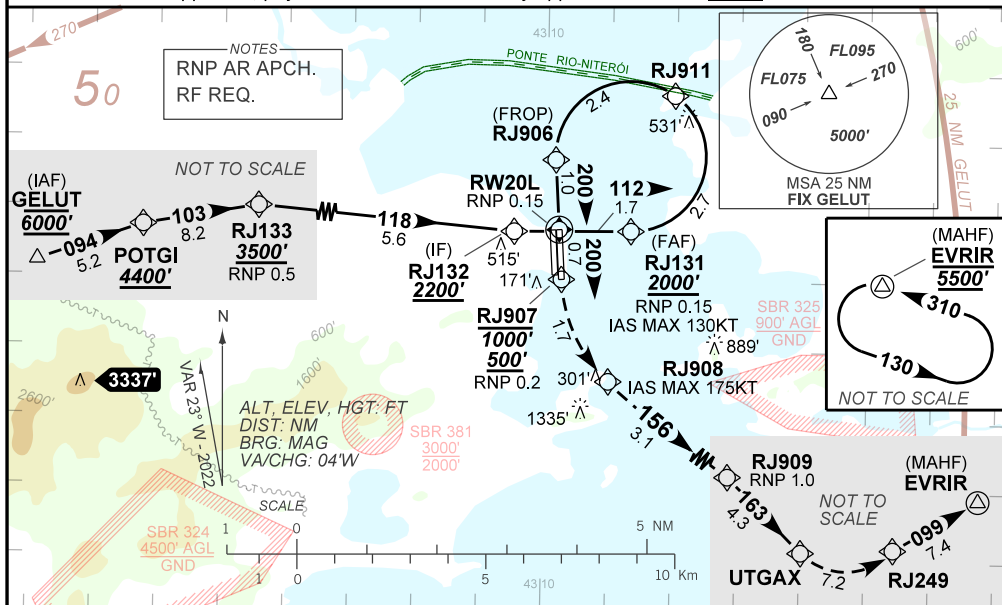 270
50
NOTES
RNP AR APCH.
RF REQ.
43 10
PONTE RIO-NITERÓI
RJ911
2.4
531'
(FROP)
RJ906
1.0
200
180
FL095
FL075
270
090
5000'
MSA 25 NM
FIX GELUT
600'
25 NM GELUT
NOT TO SCALE
(IAF)
GELUT
6000'
094
5.2
POTGI
4400'
103
8.2
RJ133
3500'
RNP 0.5
118
5.6
RW20L
RNP 0.15
112
1.7
2.7
(IF)
RJ132
2200'
515'
171'
0.7
200
(FAF)
RJ131
2000'
RNP 0.15
IAS MAX 130KT
RJ907
1000'
500'
RNP 0.2
1.7
SBR 325
900' AGL
GND
889'
RJ908
IAS MAX 175KT
301'
1335'
156
3.1
(MAHF)
EVRIR
5500'
310
130
NOT TO SCALE
N
VAR 23° W - 2022
600'
1600'
2600'
3337'
ALT, ELEV, HGT: FT
DIST: NM
BRG: MAG
VA/CHG: 04'W
SBR 381
3000'
2000'
SBR 324
4500' AGL
GND
SCALE
1 0 5 NM
1 0 5 10 Km
43 10
RJ909
RNP 1.0
163
4.3
NOT TO
SCALE
UTGAX
7.2
RJ249
099
7.4
(MAHF)
EVRIR